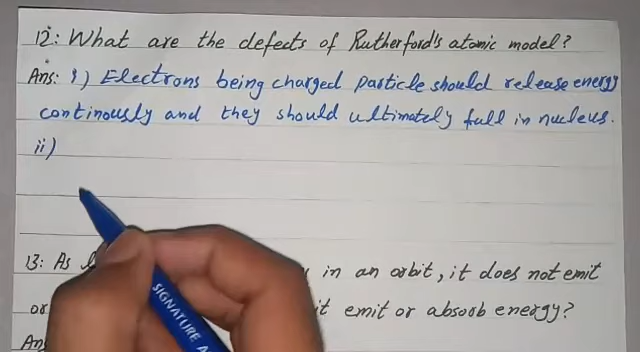 12: What are the defects of Rutherford's atomic model?
Ans: i) Electrons being charged particle should release energy
continously and they should ultimately fall in nucleus.
ii)
13: As in an orbit, it does not emit
or it emit or absorb energy?
Ans
SIGNATURE